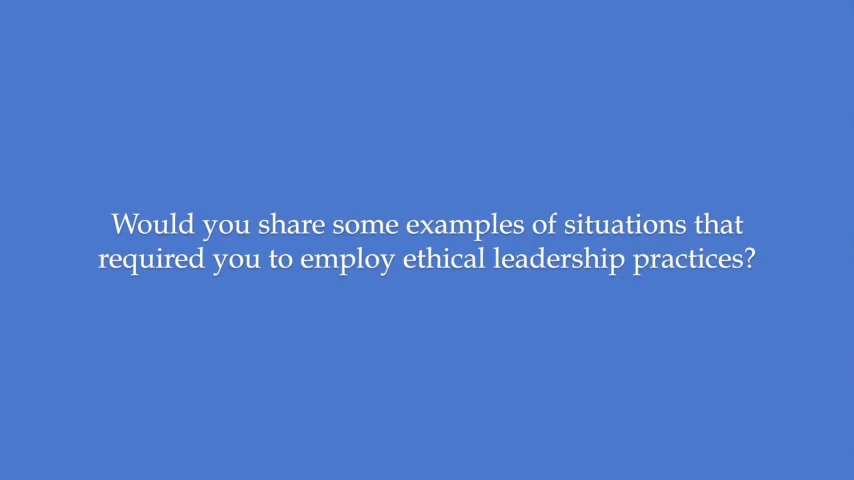 Would you share some examples of situations that
required you to employ ethical leadership practices?